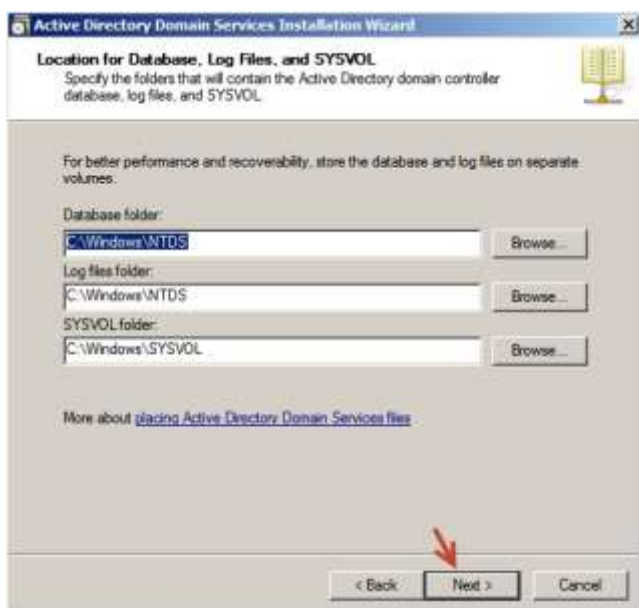 Active Directory Domain Services Installation Wizard
Location for Database, Log Files, and SYSVOL
Specify the folders that will contain the Active Directory domain controller
database, log files, and SYSVOL.
For better performance and recoverability, store the database and log files on separate
volumes.
Database folder:
C:\Windows\NTDS
Browse...
Log files folder:
C:\Windows\NTDS
Browse...
SYSVOL folder:
C:\Windows\SYSVOL
Browse...
More about placing Active Directory Domain Services files
< Back
Next >
Cancel